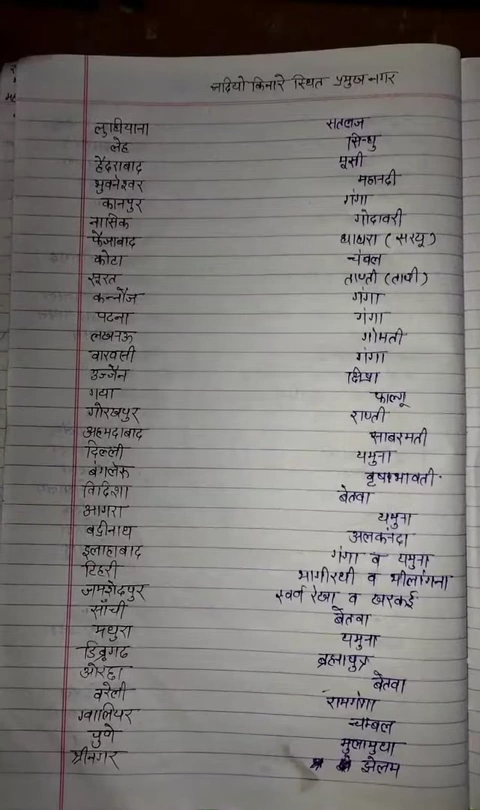 नदियो किनारे स्थित प्रमुख नगर
लुधियाना सतलज
लेह सिन्धु
हैदराबाद मूसी
भुवनेश्वर महानदी
कानपुर गंगा
नासिक गोदावरी
फैजाबाद घाघरा (सरयू)
कोटा चंबल
सूरत ताप्ती (तापी)
कन्नौज गंगा
पटना गंगा
लखनऊ गोमती
वारवसी गंगा
उज्जैन क्षिप्रा
गया फाल्गू
गोरखपुर राप्ती
अहमदाबाद साबरमती
दिल्ली यमुना
बंगलेरू वृषभावती
विदिशा बेतवा
आगरा यमुना
बद्रीनाथ अलकनंदा
इलाहाबाद गंगा व यमुना
टिहरी भागीरथी व भीलांगना
जमशेदपुर स्वर्ण रेखा व खरकई
साँची बेतवा
मथुरा यमुना
डिब्रूगढ ब्रह्मपुत्र
ओरछा बेतवा
बरेली रामगंगा
ग्वालियर चम्बल
पुणे मुलामुथा
श्रीनगर झेलम